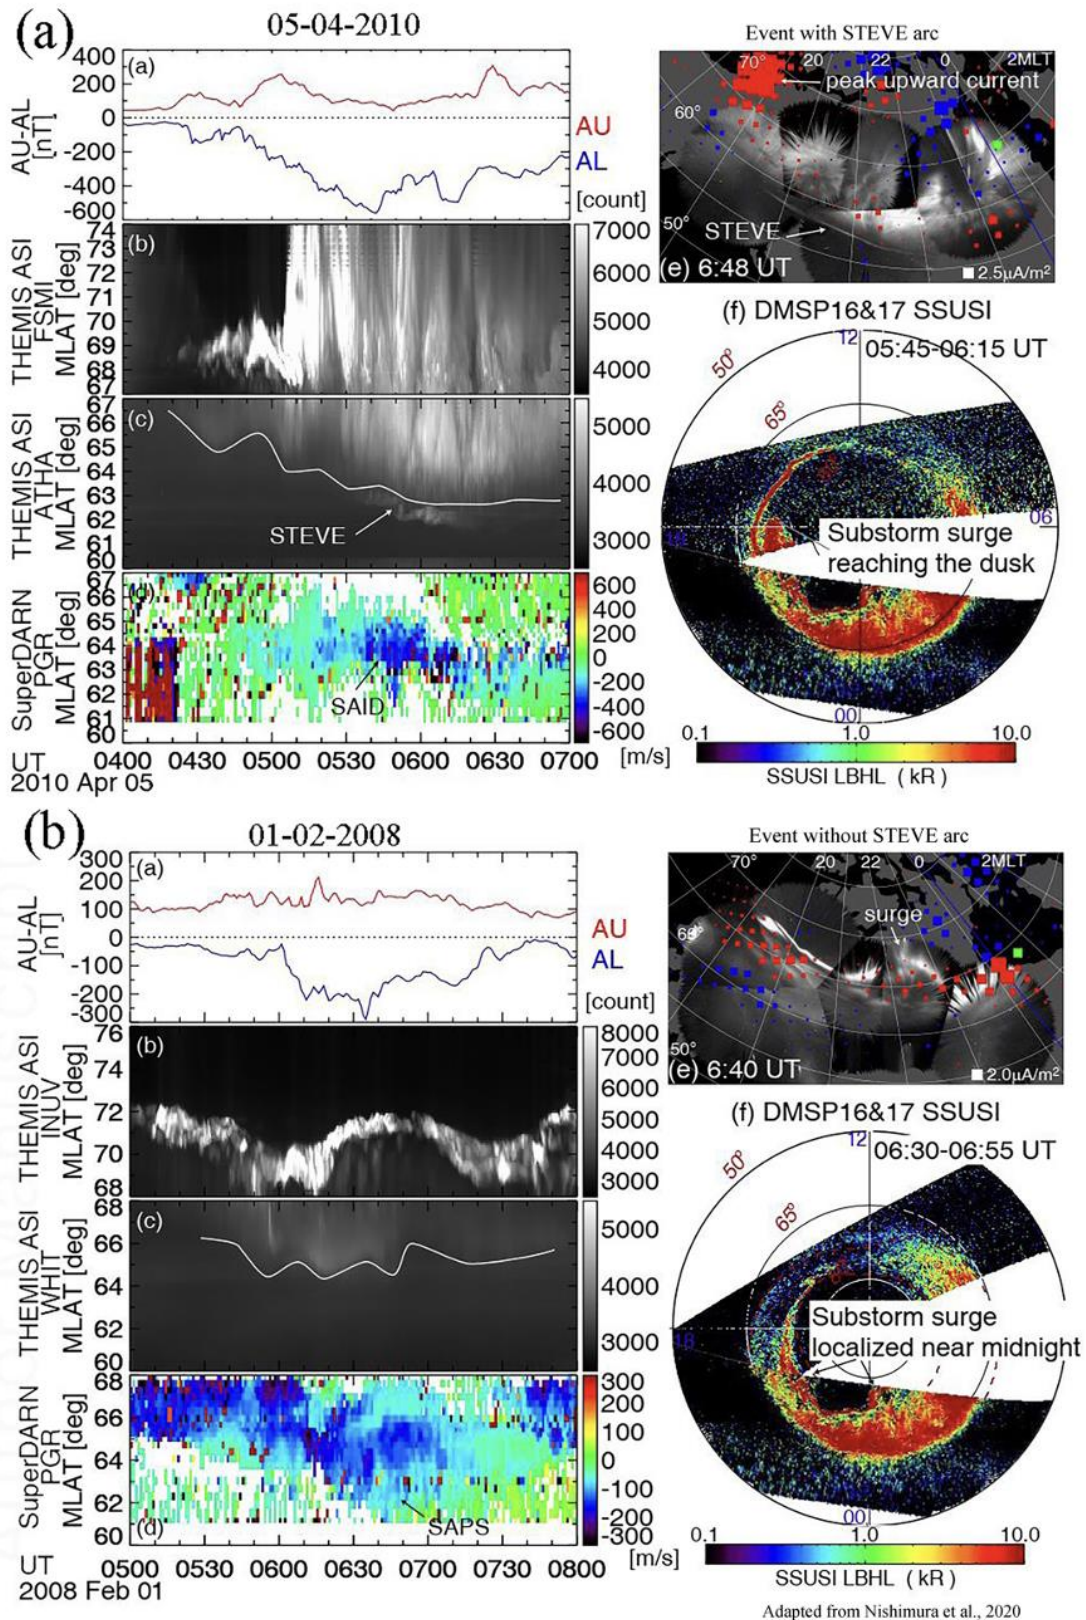 (a)
05-04-2010
(a)
400
200
0
-200
-400
-600
AU-AL
[nT]
AU
AL
[count]
(b)
74
73
72
71
70
69
68
67
THEMIS ASI
FSMI
MLAT [deg]
7000
6000
5000
4000
(c)
67
66
65
64
63
62
61
60
THEMIS ASI
ATHA
MLAT [deg]
STEVE
5000
4000
3000
67
66
65
64
63
62
61
60
SuperDARN
PGR
MLAT [deg]
SAID
600
400
200
0
-200
-400
-600
[m/s]
0400 0430 0500 0530 0600 0630 0700
UT
2010 Apr 05
Event with STEVE arc
70° 20 22 0 2MLT
peak upward current
60°
50°
STEVE
(e) 6:48 UT
2.5μA/m²
(f) DMSP16&17 SSUSI
12
05:45-06:15 UT
50°
65°
06
18
Substorm surge
reaching the dusk
00
0.1 1.0 10.0
SSUSI LBHL ( kR )
(b)
01-02-2008
(a)
300
200
100
0
-100
-200
-300
AU-AL
[nT]
AU
AL
[count]
(b)
76
74
72
70
68
THEMIS ASI
INUV
MLAT [deg]
8000
7000
6000
5000
4000
3000
(c)
68
66
64
62
60
THEMIS ASI
WHIT
MLAT [deg]
5000
4000
3000
68
66
64
62
60
SuperDARN
PGR
MLAT [deg]
(d)
SAPS
300
200
100
0
-100
-200
-300
[m/s]
0500 0530 0600 0630 0700 0730 0800
UT
2008 Feb 01
Event without STEVE arc
70° 20 22 0 2MLT
surge
50°
(e) 6:40 UT
2.0μA/m²
(f) DMSP16&17 SSUSI
12
06:30-06:55 UT
50°
65°
18
Substorm surge
localized near midnight
00
0.1 1.0 10.0
SSUSI LBHL ( kR )
Adapted from Nishimura et al., 2020